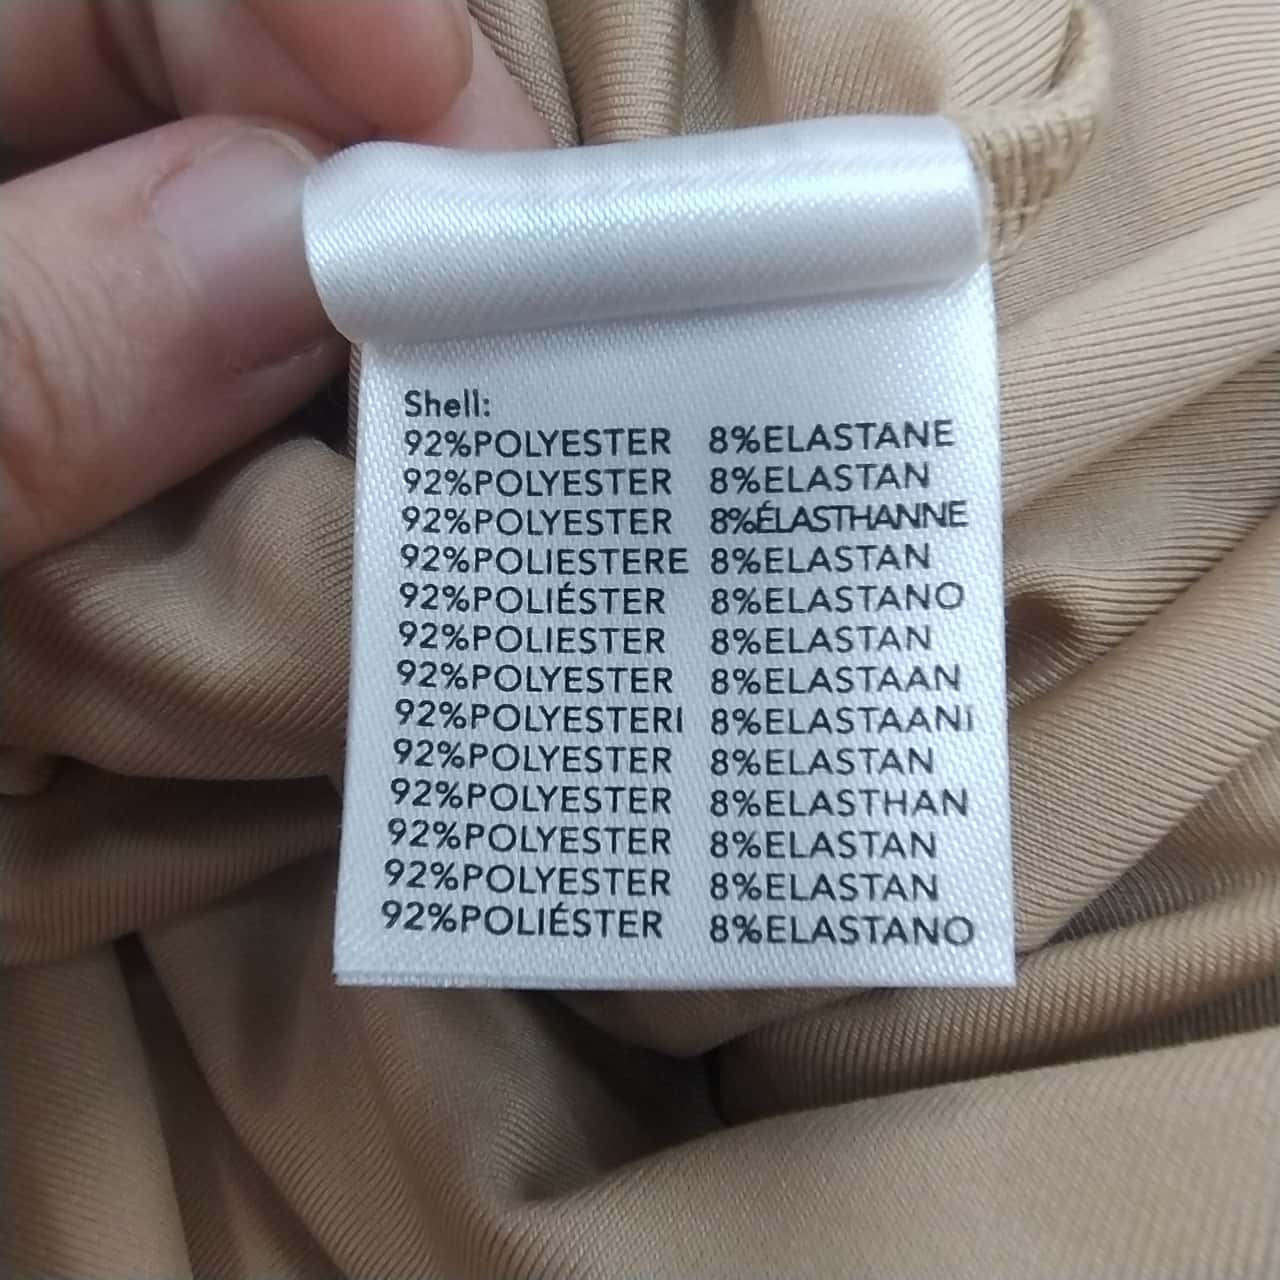 Shell:
92%POLYESTER 8%ELASTANE
92%POLYESTER 8%ELASTAN
92%POLYESTER 8%ÉLASTHANNE
92%POLIESTERE 8%ELASTAN
92%POLIÉSTER 8%ELASTANO
92%POLIESTER 8%ELASTAN
92%POLYESTER 8%ELASTAAN
92%POLYESTERI 8%ELASTAANI
92%POLYESTER 8%ELASTAN
92%POLYESTER 8%ELASTHAN
92%POLYESTER 8%ELASTAN
92%POLYESTER 8%ELASTAN
92%POLIÉSTER 8%ELASTANO